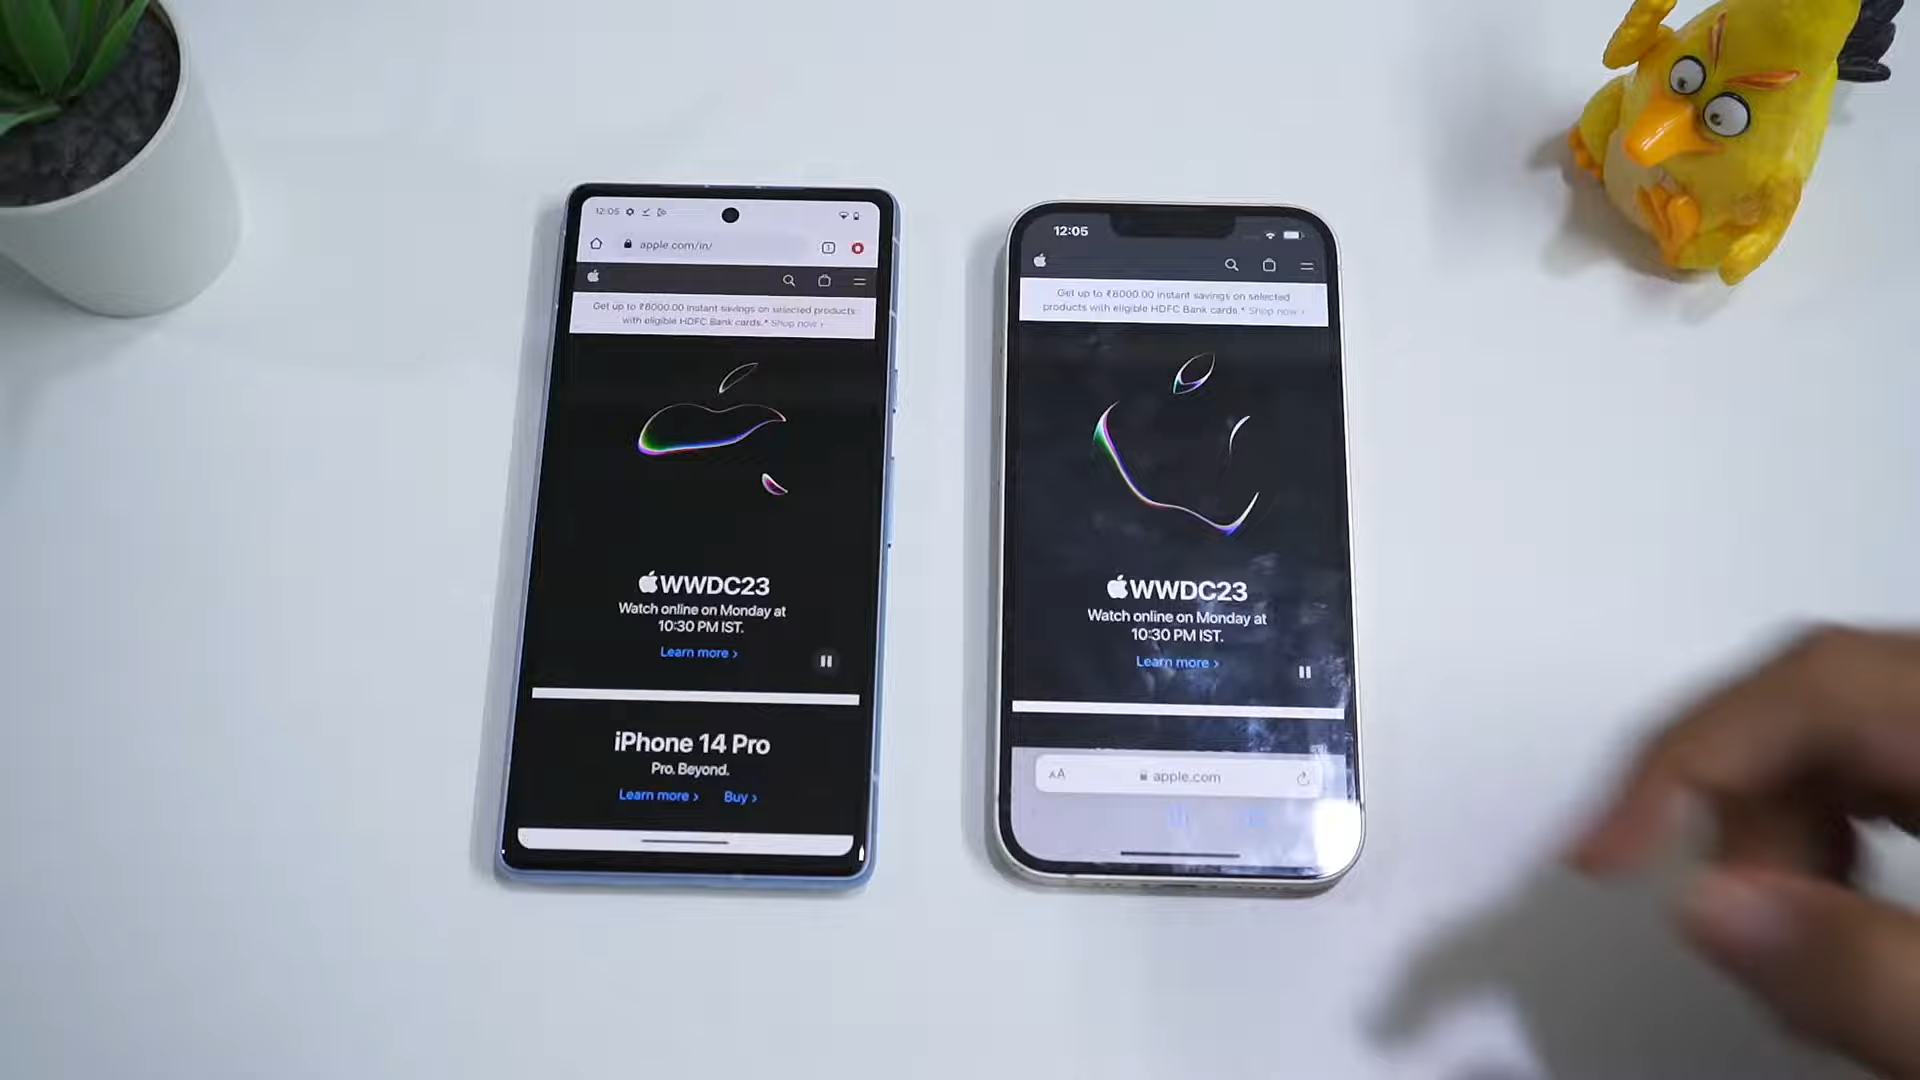 12:05
apple.com/in/
Get up to ₹8000.00 instant savings on selected products
with eligible HDFC Bank cards.* Shop now ›
WWDC23
Watch online on Monday at
10:30 PM IST.
Learn more ›
iPhone 14 Pro
Pro. Beyond.
Learn more › Buy ›
12:05
Get up to ₹8000.00 instant savings on selected
products with eligible HDFC Bank cards.* Shop now ›
WWDC23
Watch online on Monday at
10:30 PM IST.
Learn more ›
AA apple.com